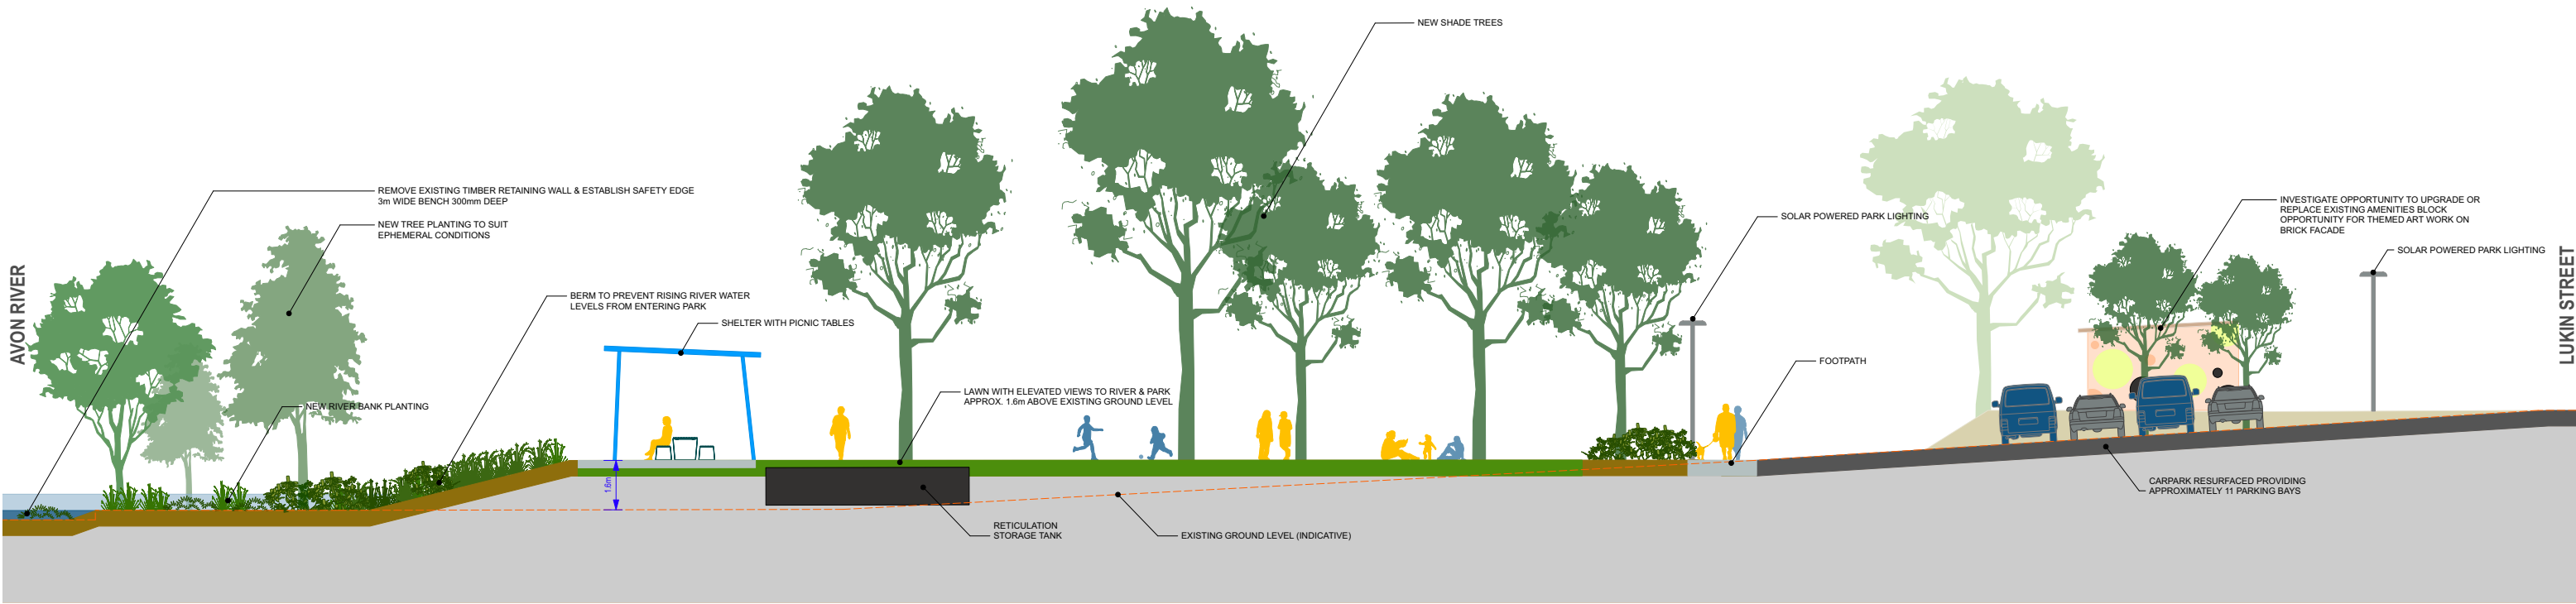 AVON RIVER
REMOVE EXISTING TIMBER RETAINING WALL & ESTABLISH SAFETY EDGE
3m WIDE BENCH 300mm DEEP
NEW TREE PLANTING TO SUIT
EPHEMERAL CONDITIONS
NEW RIVER BANK PLANTING
BERM TO PREVENT RISING RIVER WATER
LEVELS FROM ENTERING PARK
SHELTER WITH PICNIC TABLES
1.6m
LAWN WITH ELEVATED VIEWS TO RIVER & PARK
APPROX. 1.6m ABOVE EXISTING GROUND LEVEL
RETICULATION
STORAGE TANK
EXISTING GROUND LEVEL (INDICATIVE)
NEW SHADE TREES
SOLAR POWERED PARK LIGHTING
FOOTPATH
INVESTIGATE OPPORTUNITY TO UPGRADE OR
REPLACE EXISTING AMENITIES BLOCK
OPPORTUNITY FOR THEMED ART WORK ON
BRICK FACADE
SOLAR POWERED PARK LIGHTING
CARPARK RESURFACED PROVIDING
APPROXIMATELY 11 PARKING BAYS
LUKIN STREET